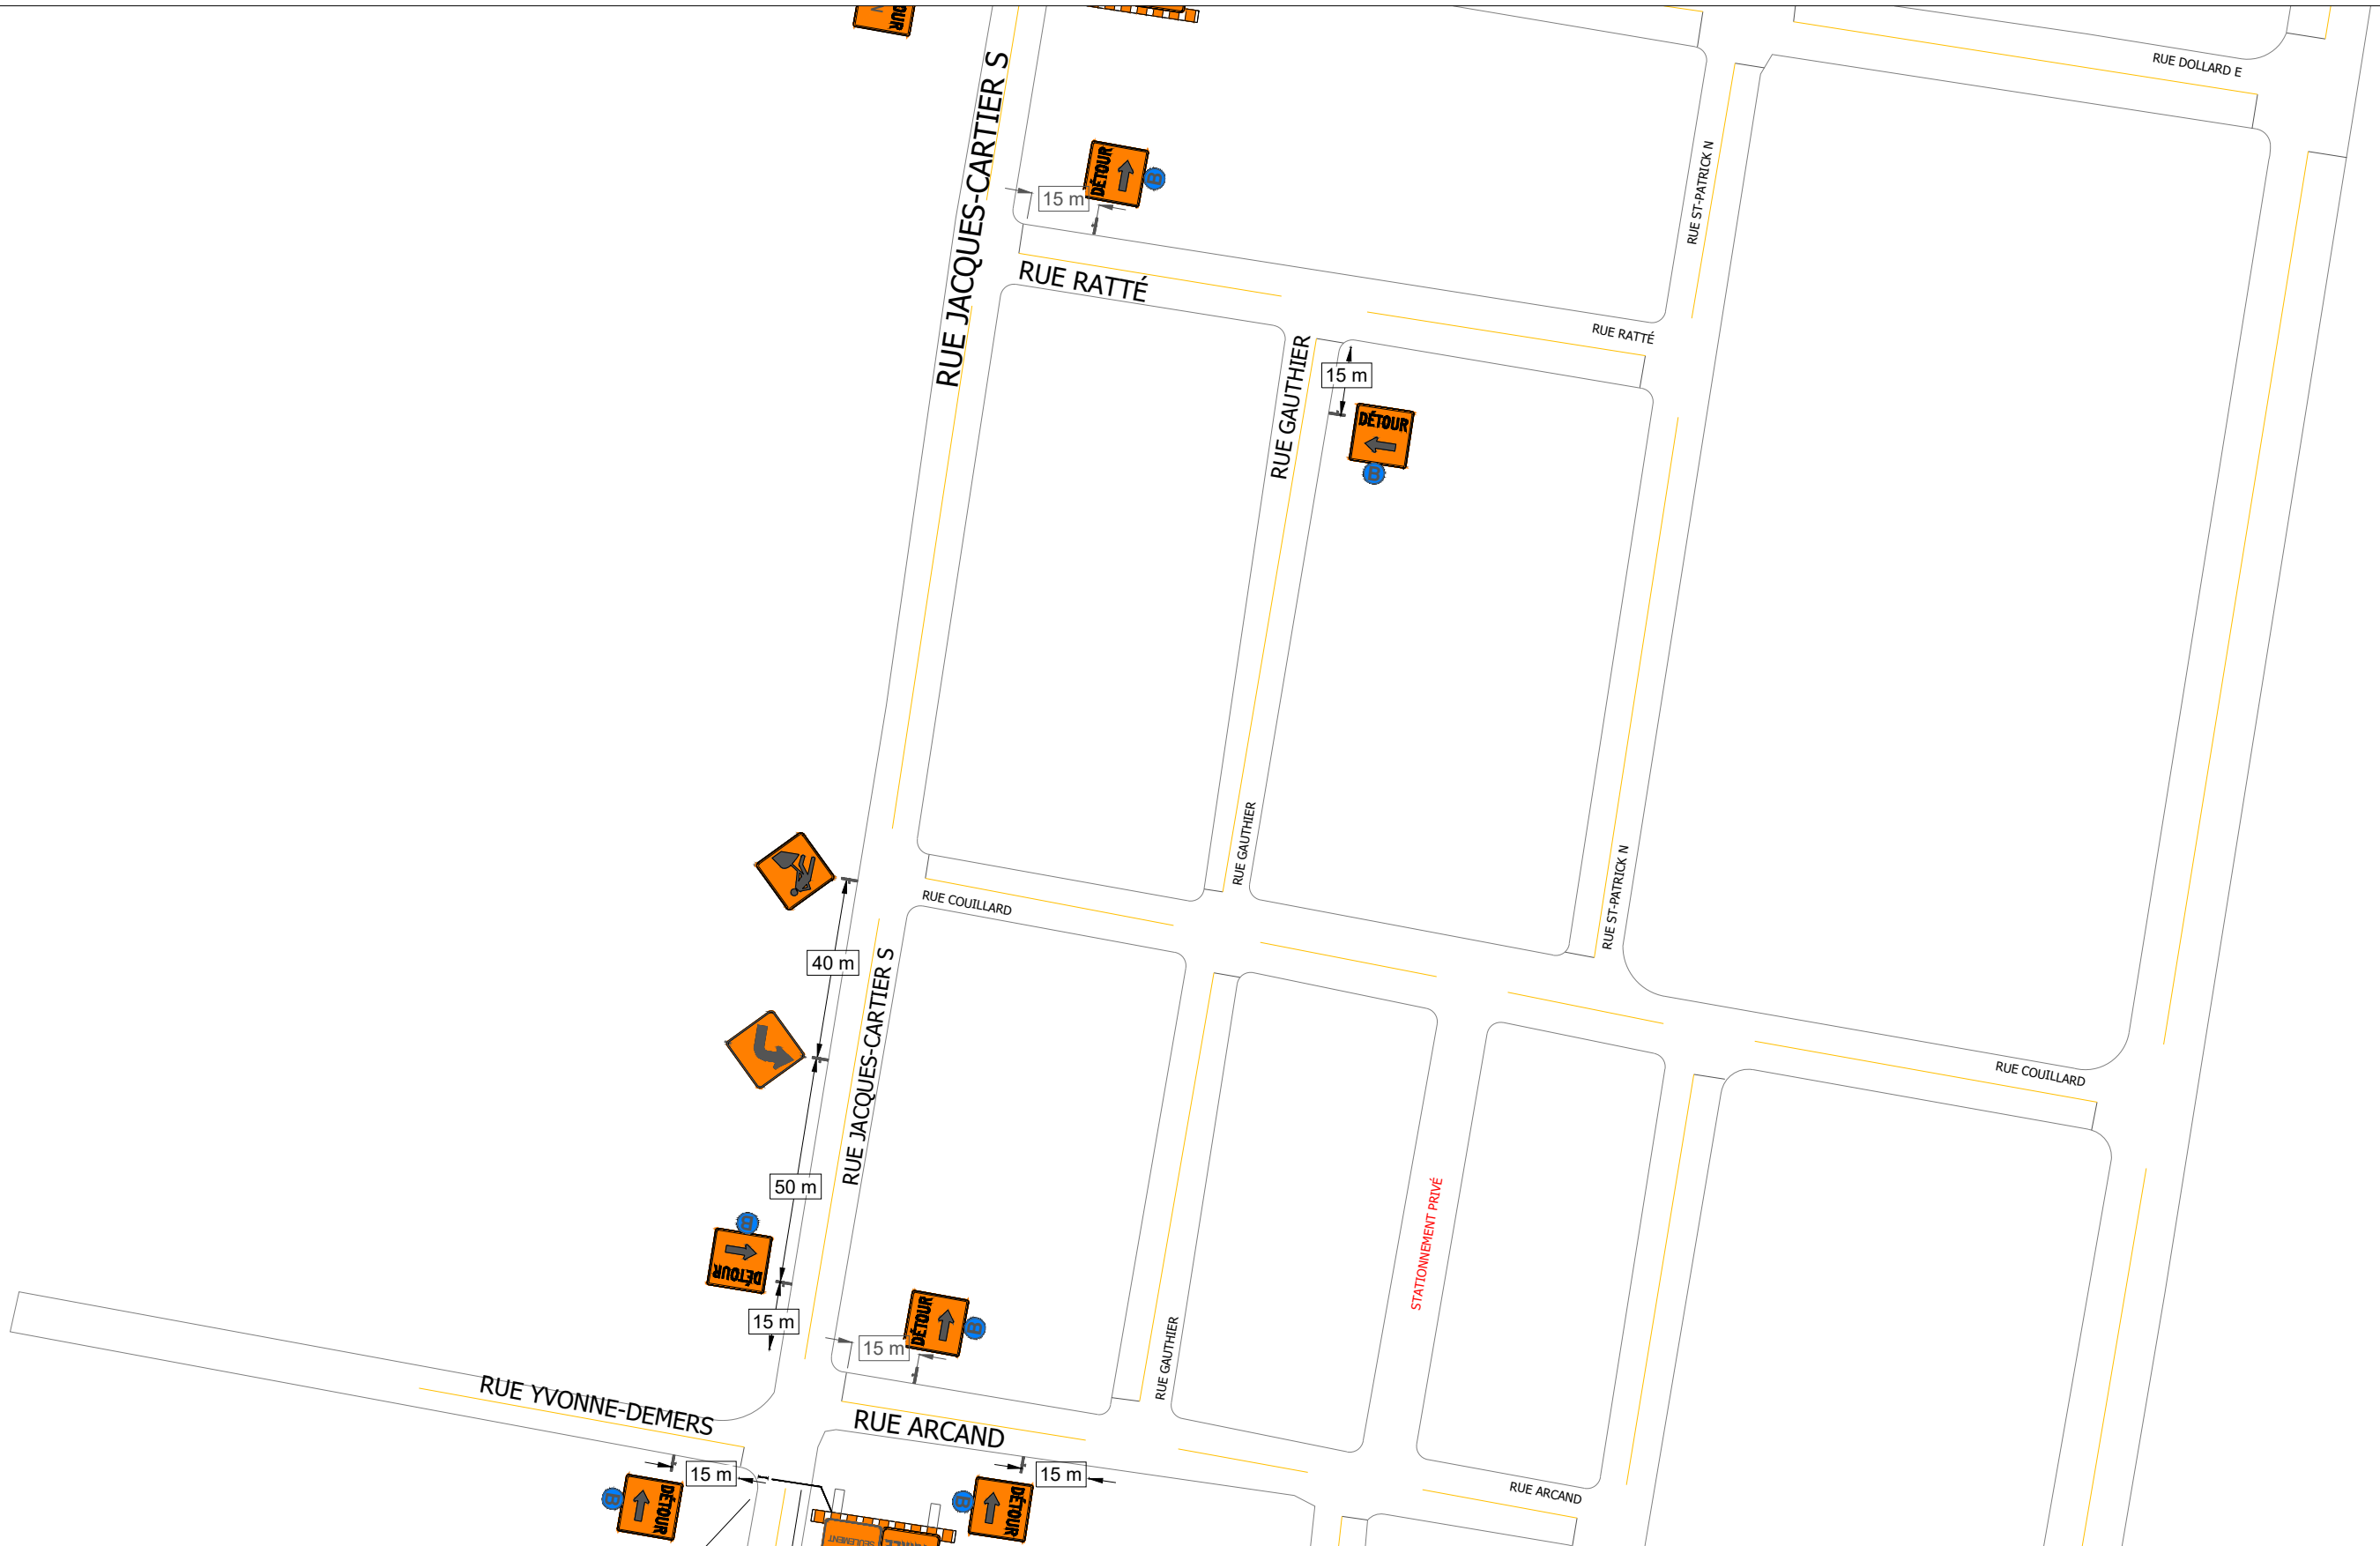 OUR
RUE DOLLARD E
RUE JACQUES-CARTIER S
DÉTOUR
B
15 m
RUE ST-PATRICK N
RUE RATTÉ
RUE RATTÉ
RUE GAUTHIER
15 m
DÉTOUR
B
RUE GAUTHIER
RUE ST-PATRICK N
RUE COUILLARD
40 m
RUE JACQUES-CARTIER S
RUE COUILLARD
50 m
B
DÉTOUR
STATIONNEMENT PRIVÉ
15 m
DÉTOUR
B
15 m
RUE GAUTHIER
RUE YVONNE-DEMERS
RUE ARCAND
15 m
15 m
B
DÉTOUR
B
DÉTOUR
RUE ARCAND
SEULEMENT